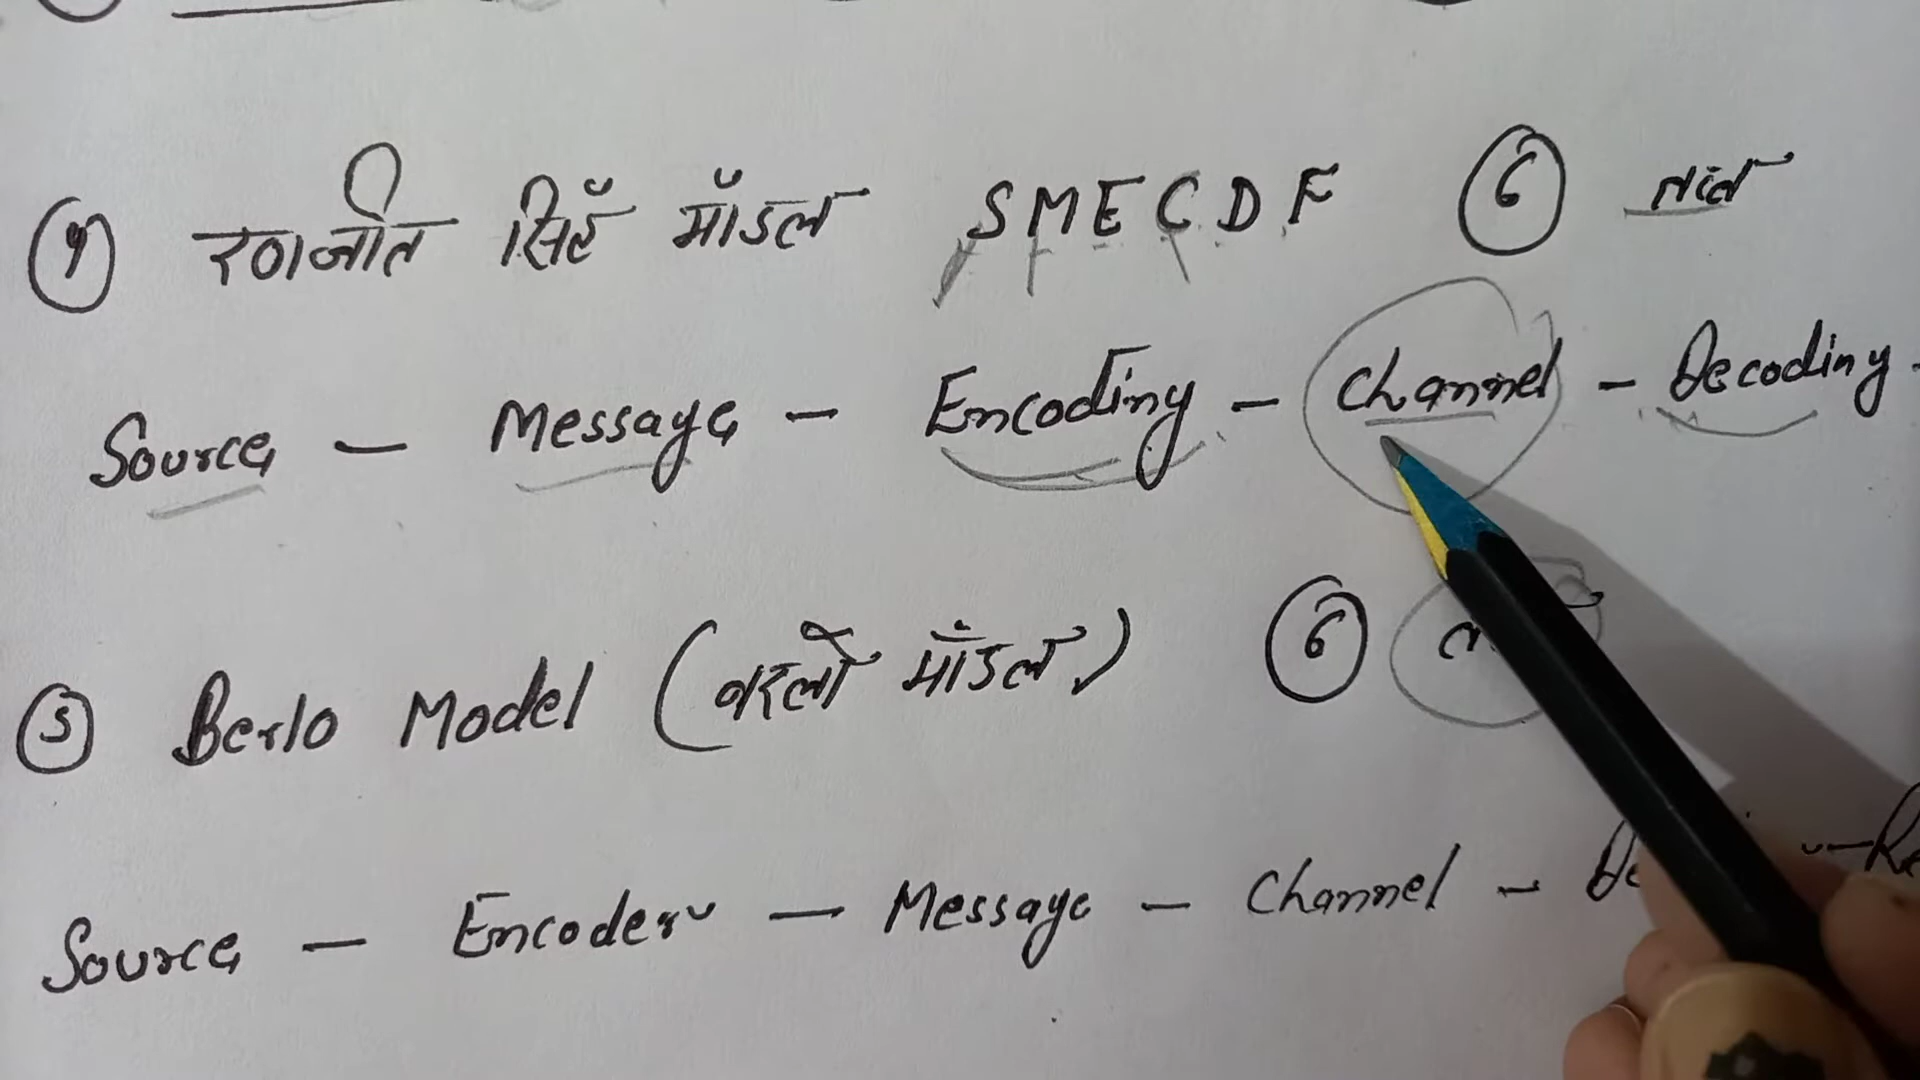 ४ रणजीत सिंह मॉडल SMECDF 6 तत्व
Source - Message - Encoding - Channel - Decoding -
5 Berlo Model (बरलो मॉडल) 6
Source - Encoder - Message - Channel -